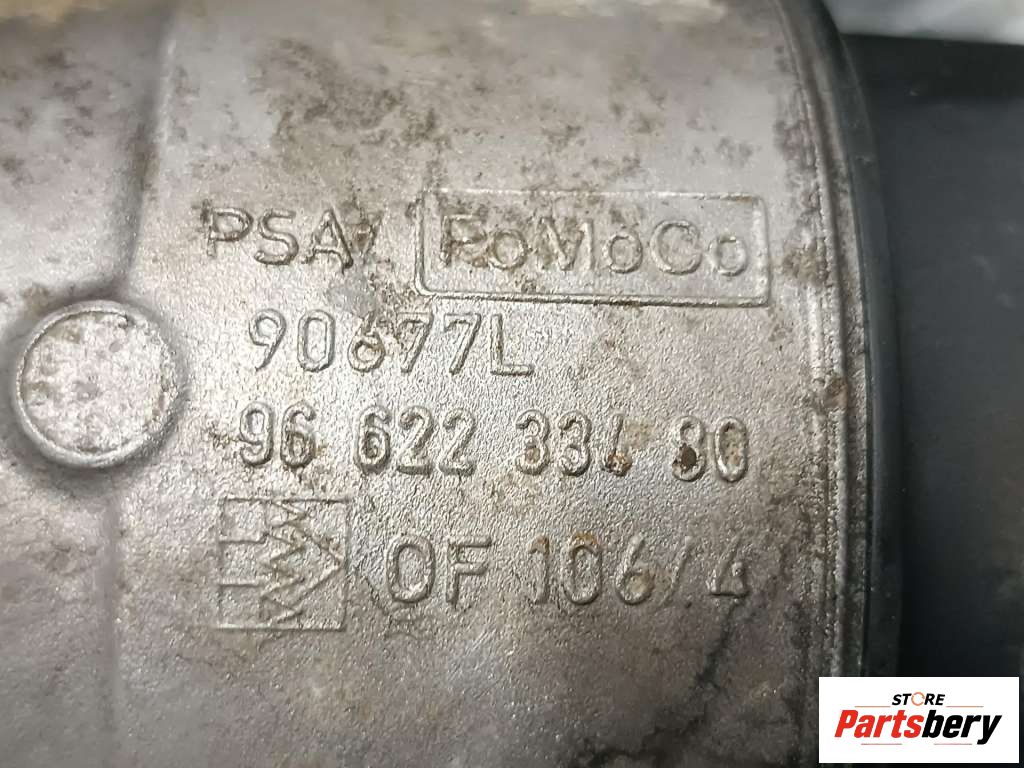 PSA/ FoMoCo
90677L
96 622 334 80
OF 106/4
STORE
Partsbery